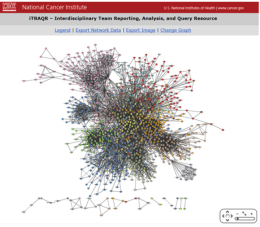 National Cancer Institute
U.S. National Institutes of Health | www.cancer.gov
iTRAQR – Interdisciplinary Team Reporting, Analysis, and Query Resource
Legend | Export Network Data | Export Image | Change Graph